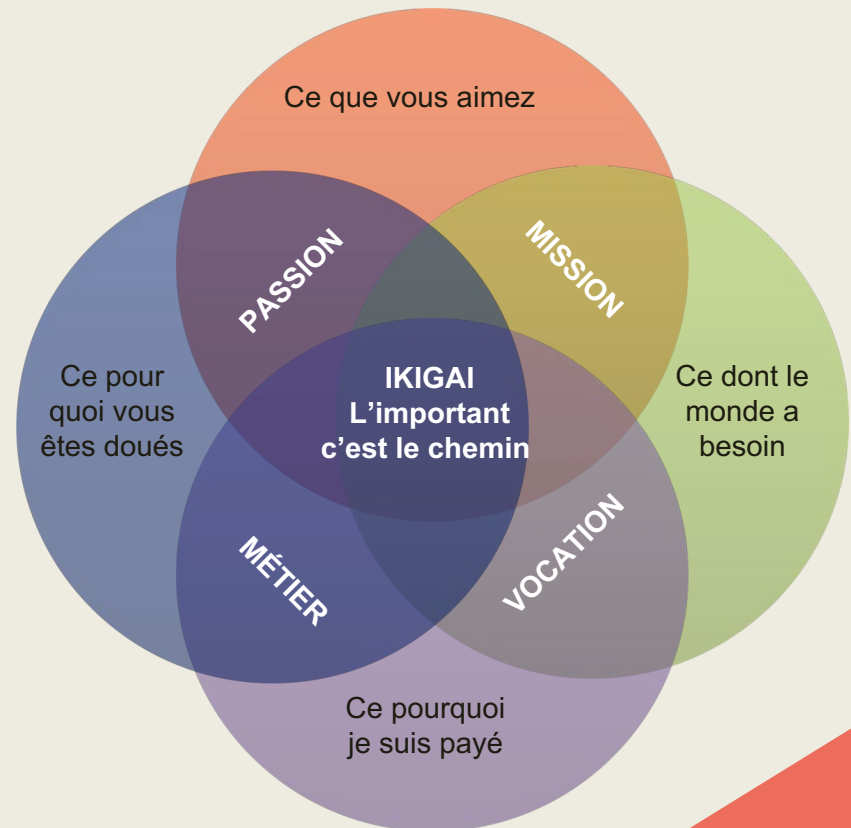 Ce que vous aimez
PASSION
MISSION
Ce pour
quoi vous
êtes doués
IKIGAI
L’important
c’est le chemin
Ce dont le
monde a
besoin
MÉTIER
VOCATION
Ce pourquoi
je suis payé